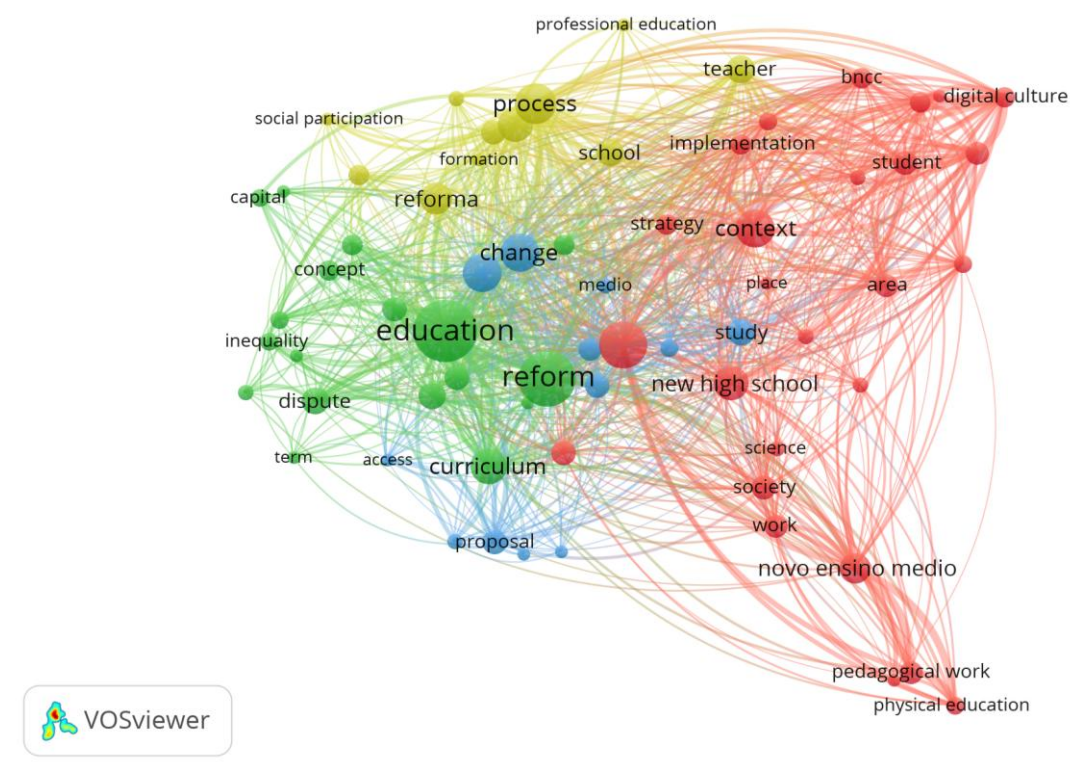 professional education
teacher
bncc
digital culture
process
social participation
implementation
formation
school
student
capital
reforma
strategy
context
change
concept
medio
place
area
education
study
inequality
reform
new high school
dispute
science
term
access
curriculum
society
work
proposal
novo ensino medio
pedagogical work
physical education
VOSviewer